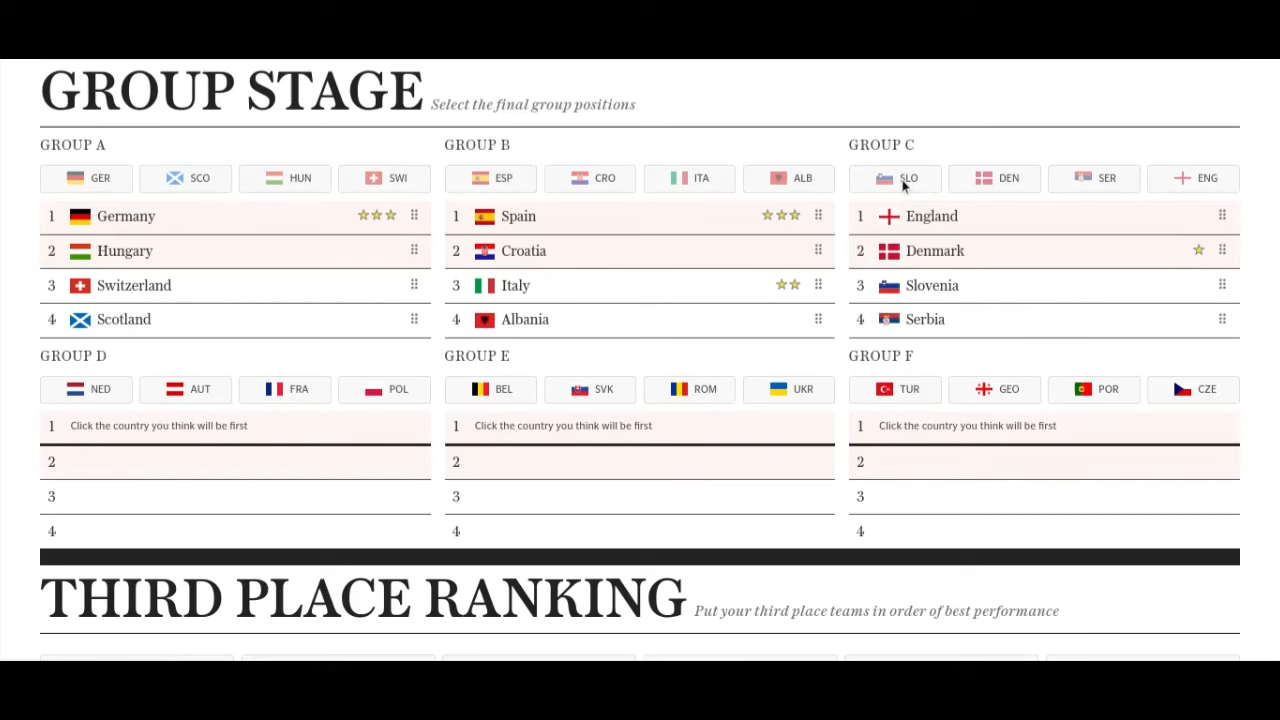 GROUP STAGE Select the final group positions
GROUP A
GER SCO HUN SWI
1 Germany
2 Hungary
3 Switzerland
4 Scotland
GROUP B
ESP CRO ITA ALB
1 Spain
2 Croatia
3 Italy
4 Albania
GROUP C
SLO DEN SER ENG
1 England
2 Denmark
3 Slovenia
4 Serbia
GROUP D
NED AUT FRA POL
1 Click the country you think will be first
2
3
4
GROUP E
BEL SVK ROM UKR
1 Click the country you think will be first
2
3
4
GROUP F
TUR GEO POR CZE
1 Click the country you think will be first
2
3
4
THIRD PLACE RANKING Put your third place teams in order of best performance